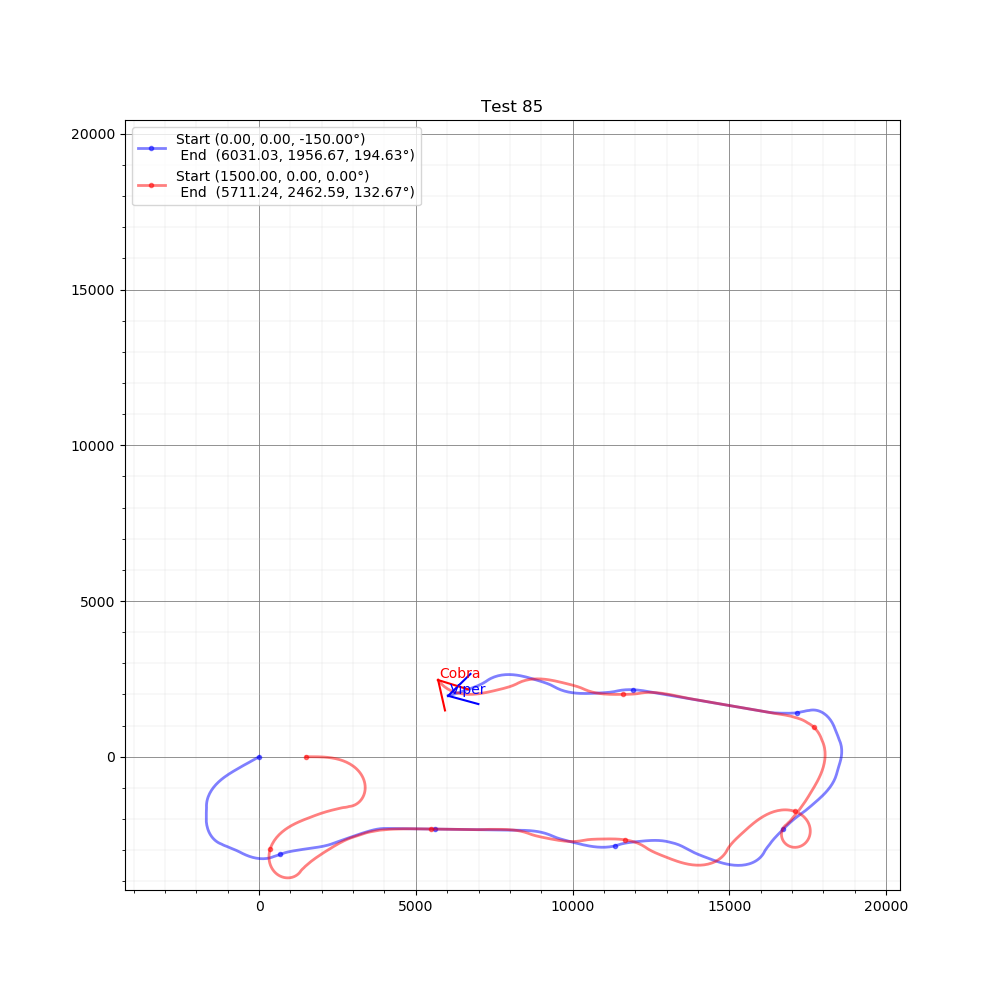 Test 85
Start (0.00, 0.00, -150.00°)
End (6031.03, 1956.67, 194.63°)
Start (1500.00, 0.00, 0.00°)
End (5711.24, 2462.59, 132.67°)
20000
15000
10000
5000
0
Cobra
Viper
0
5000
10000
15000
20000